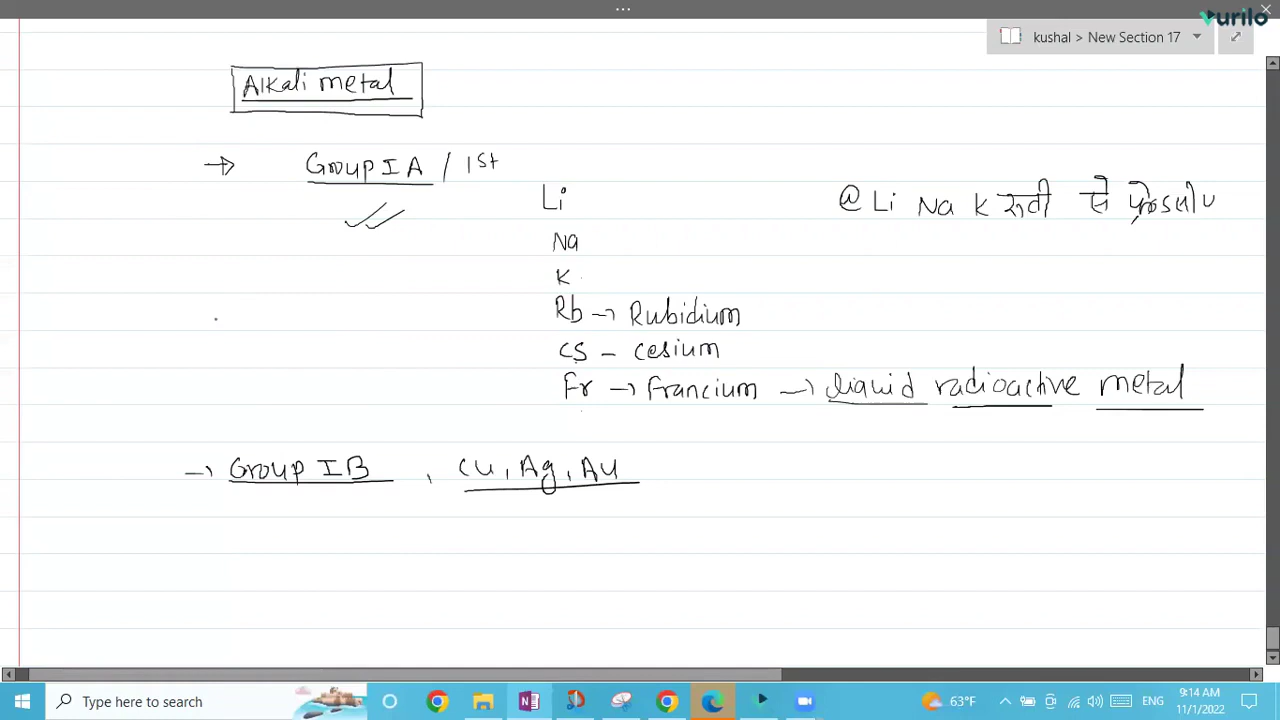 Vurilo
kushal > New Section 17
Alkali metal
Group I A / 1st
Li
@ Li Na K रावी से
Na
K
Rb → Rubidium
Cs - Cesium
Fr → Francium → liquid radioactive metal
→ Group IB , Cu, Ag, Au
Type here to search
63°F
ENG
9:14 AM
11/1/2022